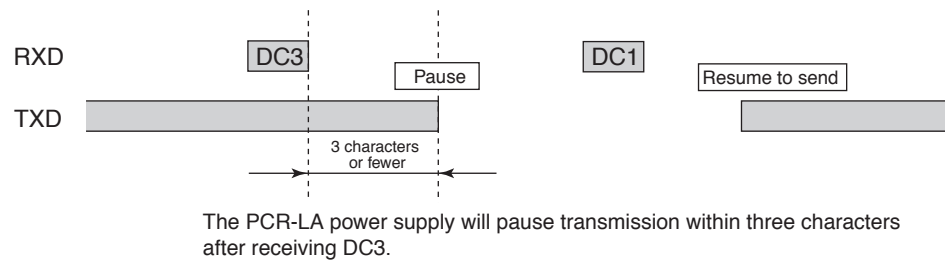 RXD DC3 DC1
Pause Resume to send
TXD
3 characters
or fewer
The PCR-LA power supply will pause transmission within three characters
after receiving DC3.